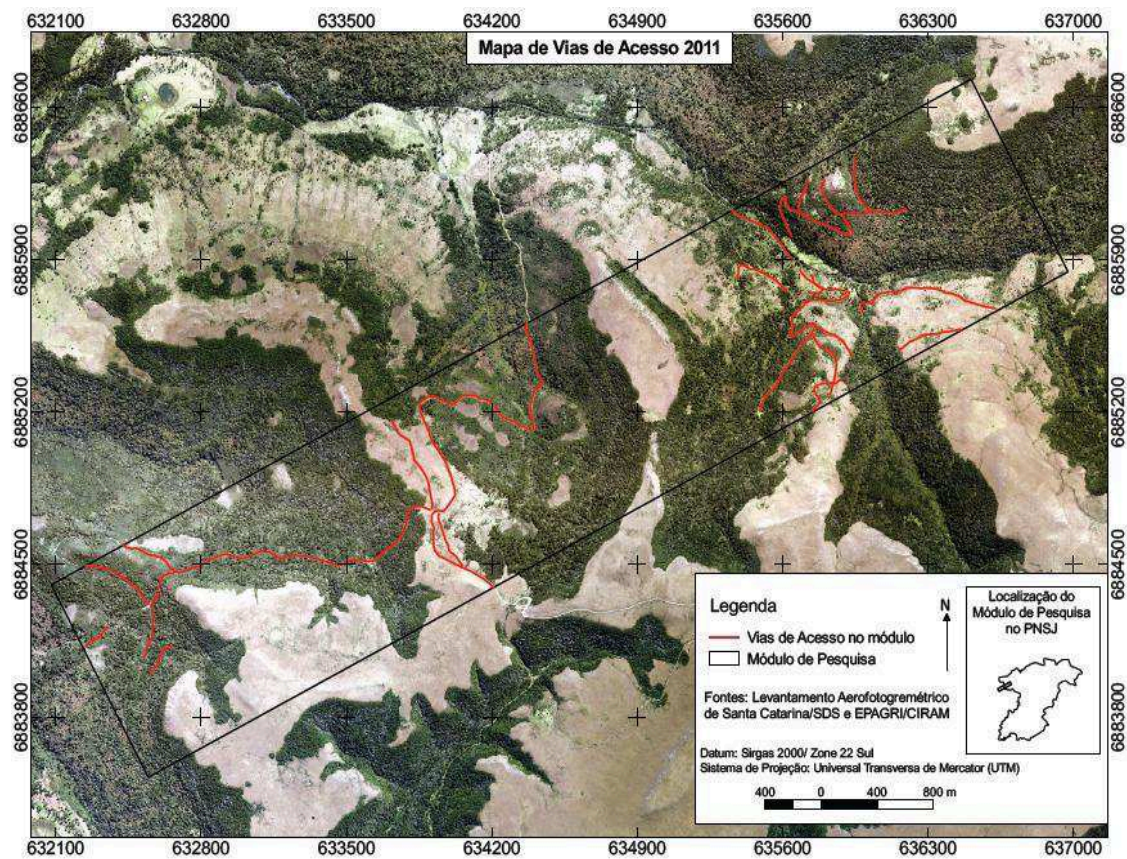 632100 632800 633500 634200 634900 635600 636300 637000
Mapa de Vias de Acesso 2011
6886600 6886600
6885900 6885900
6885200 6885200
6884500 6884500
6883800 6883800
Legenda
Vias de Acesso no módulo
Módulo de Pesquisa
N
Fontes: Levantamento Aerofotogremétrico
de Santa Catarina/SDS e EPAGRI/CIRAM
Datum: Sirgas 2000/ Zone 22 Sul
Sistema de Projeção: Universal Transversa de Mercator (UTM)
400 0 400 800 m
Localização do
Módulo de Pesquisa
no PNSJ
632100 632800 633500 634200 634900 635600 636300 637000